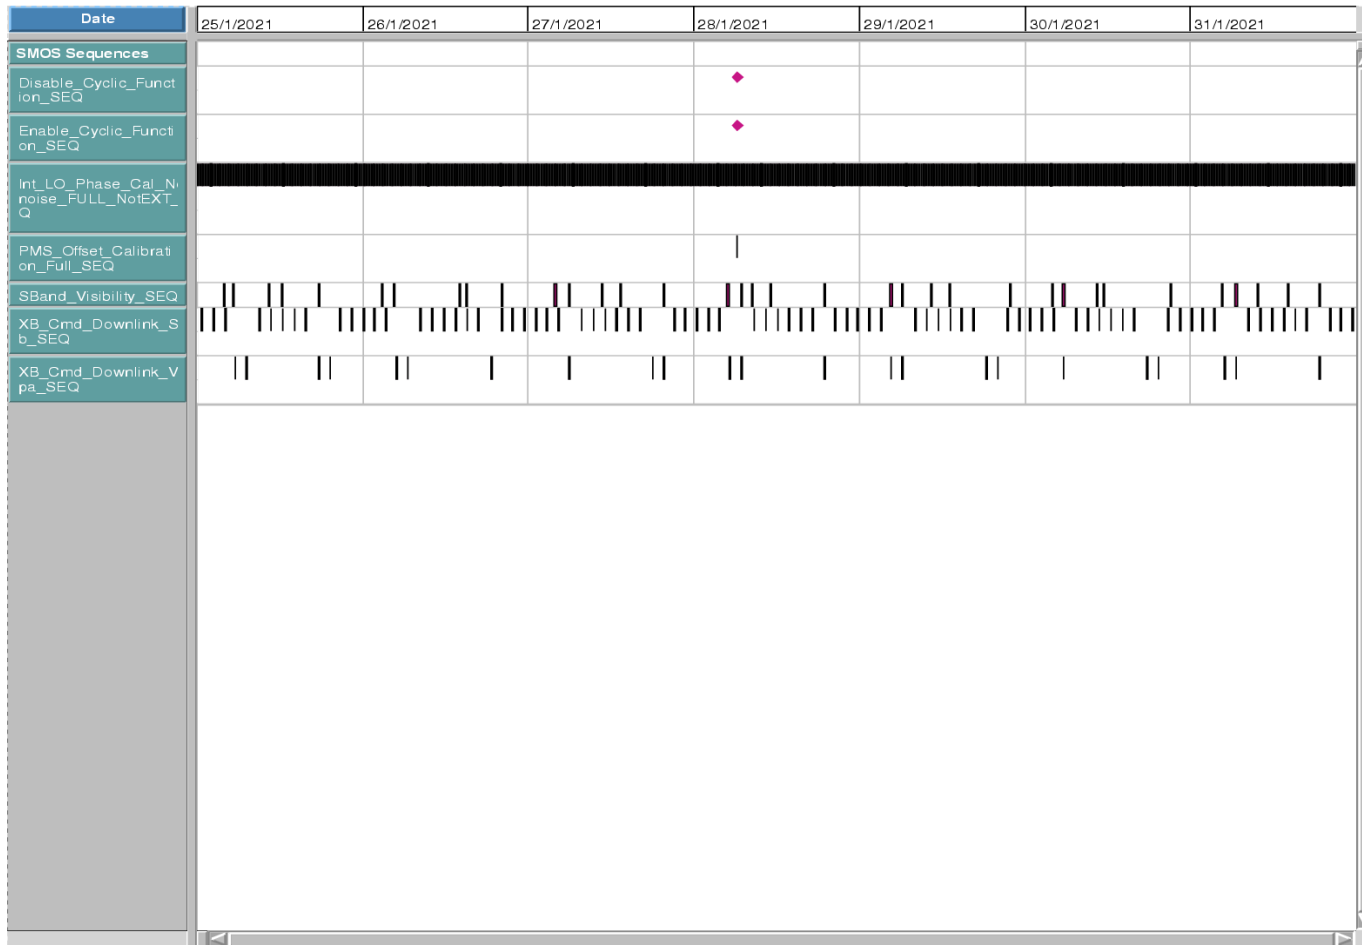 Date
25/1/2021 26/1/2021 27/1/2021 28/1/2021 29/1/2021 30/1/2021 31/1/2021
SMOS Sequences
Disable_Cyclic_Funct
ion_SEQ
Enable_Cyclic_Functi
on_SEQ
Int_LO_Phase_Cal_N
noise_FULL_NotEXT_
Q
PMS_Offset_Calibrati
on_Full_SEQ
SBand_Visibility_SEQ
XB_Cmd_Downlink_S
b_SEQ
XB_Cmd_Downlink_V
pa_SEQ